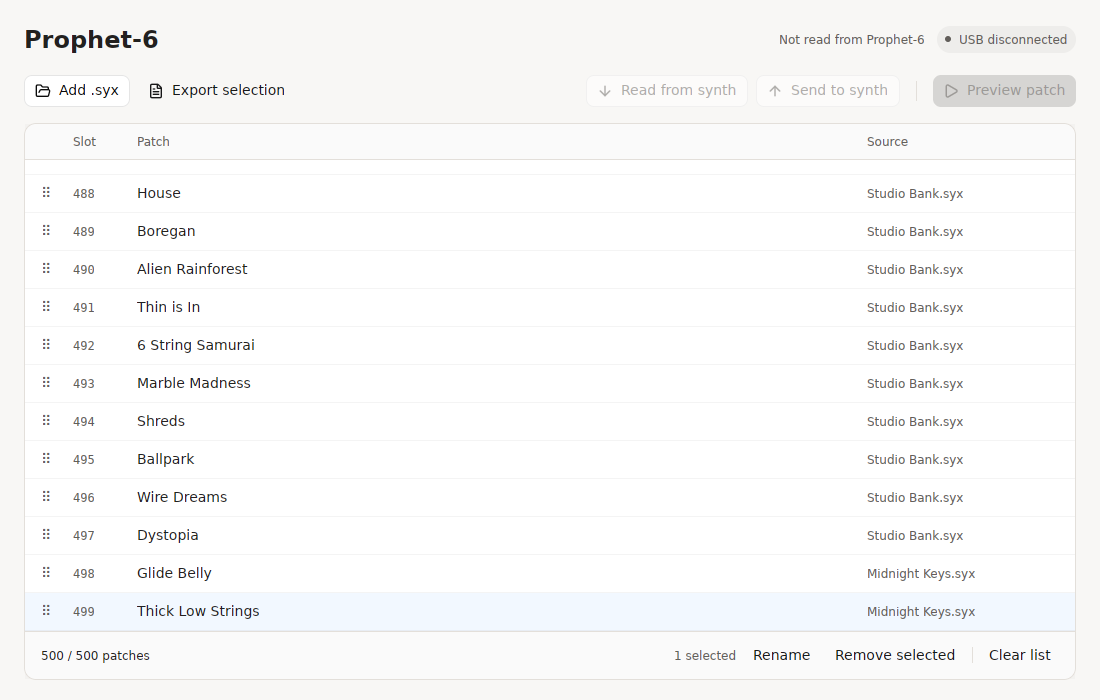 Prophet-6
Not read from Prophet-6
USB disconnected
Add .syx
Export selection
Read from synth
Send to synth
Preview patch
Slot Patch Source
488 House Studio Bank.syx
489 Boregan Studio Bank.syx
490 Alien Rainforest Studio Bank.syx
491 Thin is In Studio Bank.syx
492 6 String Samurai Studio Bank.syx
493 Marble Madness Studio Bank.syx
494 Shreds Studio Bank.syx
495 Ballpark Studio Bank.syx
496 Wire Dreams Studio Bank.syx
497 Dystopia Studio Bank.syx
498 Glide Belly Midnight Keys.syx
499 Thick Low Strings Midnight Keys.syx
500 / 500 patches
1 selected
Rename
Remove selected
Clear list